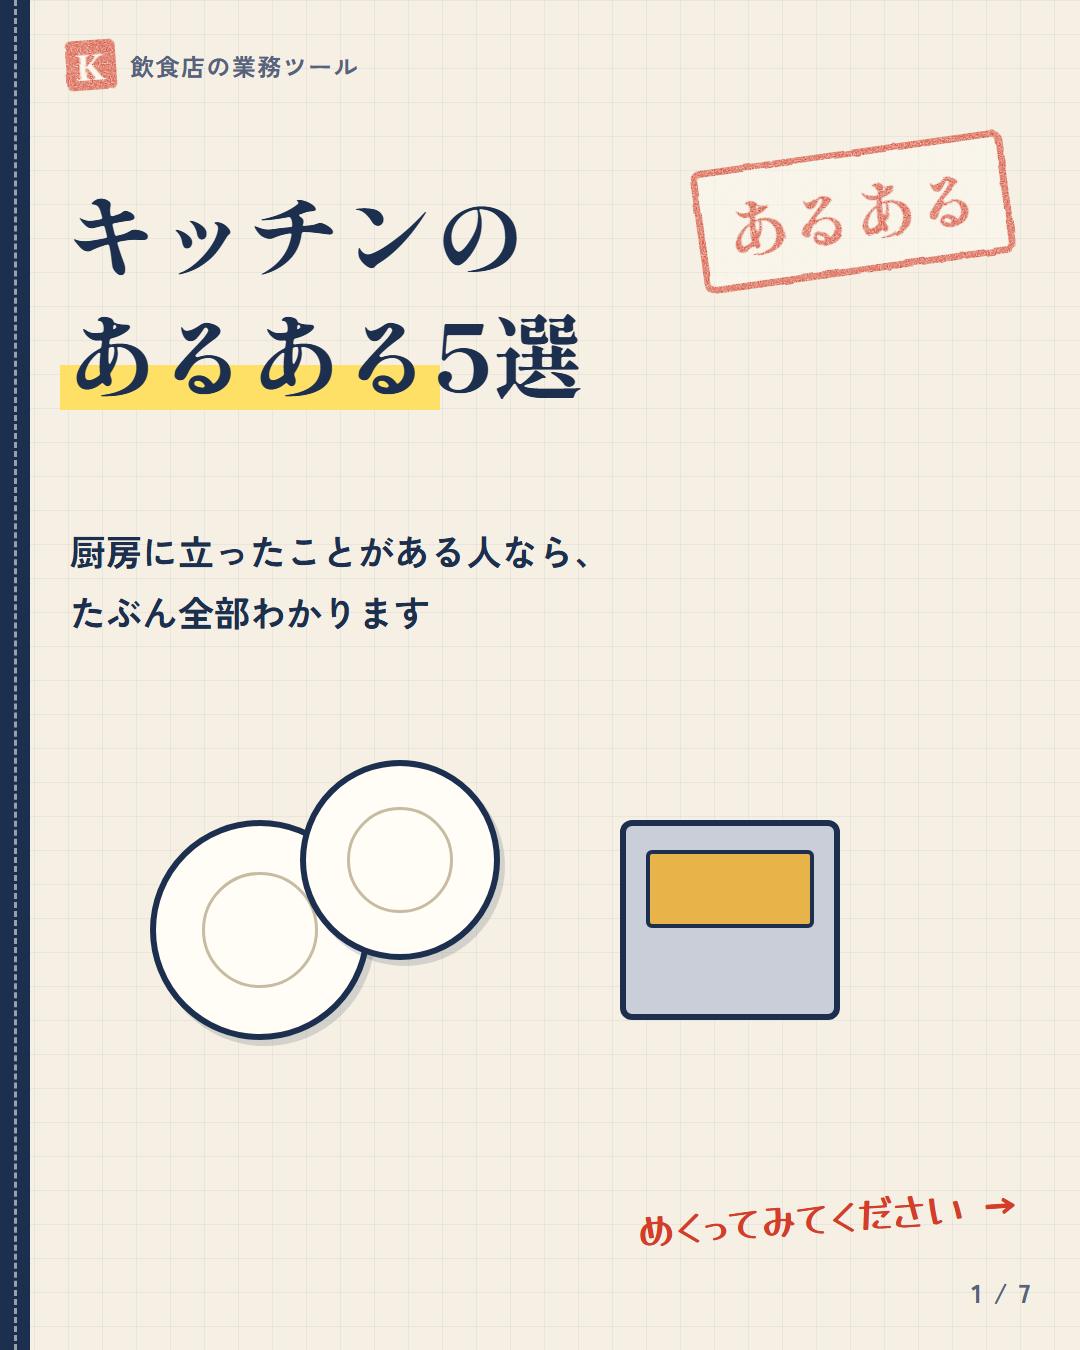 K 飲食店の業務ツール
あるある
キッチンの
あるある5選
厨房に立ったことがある人なら、
たぶん全部わかります
めくってみてください →
1 / 7